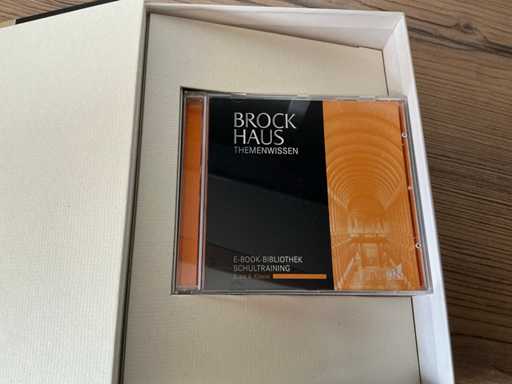 BROCK
HAUS
THEMENWISSEN
E-BOOK-BIBLIOTHEK
SCHULTRAINING